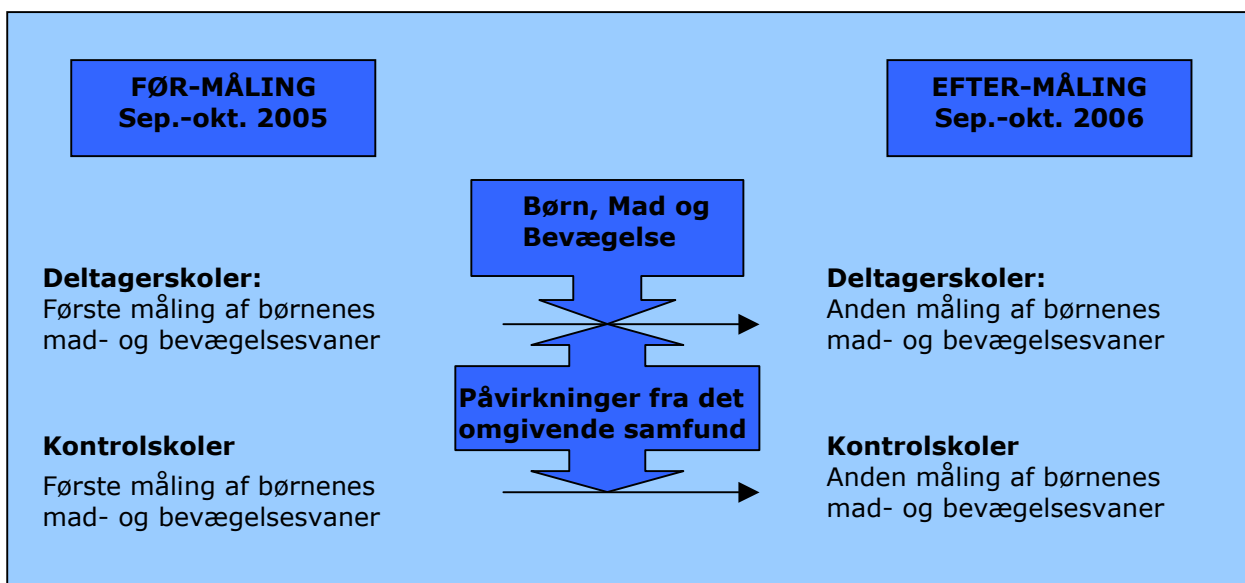 FØR-MÅLING
Sep.-okt. 2005
EFTER-MÅLING
Sep.-okt. 2006
Børn, Mad og
Bevægelse
Deltagerskoler:
Første måling af børnenes
mad- og bevægelsesvaner
Deltagerskoler:
Anden måling af børnenes
mad- og bevægelsesvaner
Påvirkninger fra det
omgivende samfund
Kontrolskoler
Første måling af børnenes
mad- og bevægelsesvaner
Kontrolskoler
Anden måling af børnenes
mad- og bevægelsesvaner